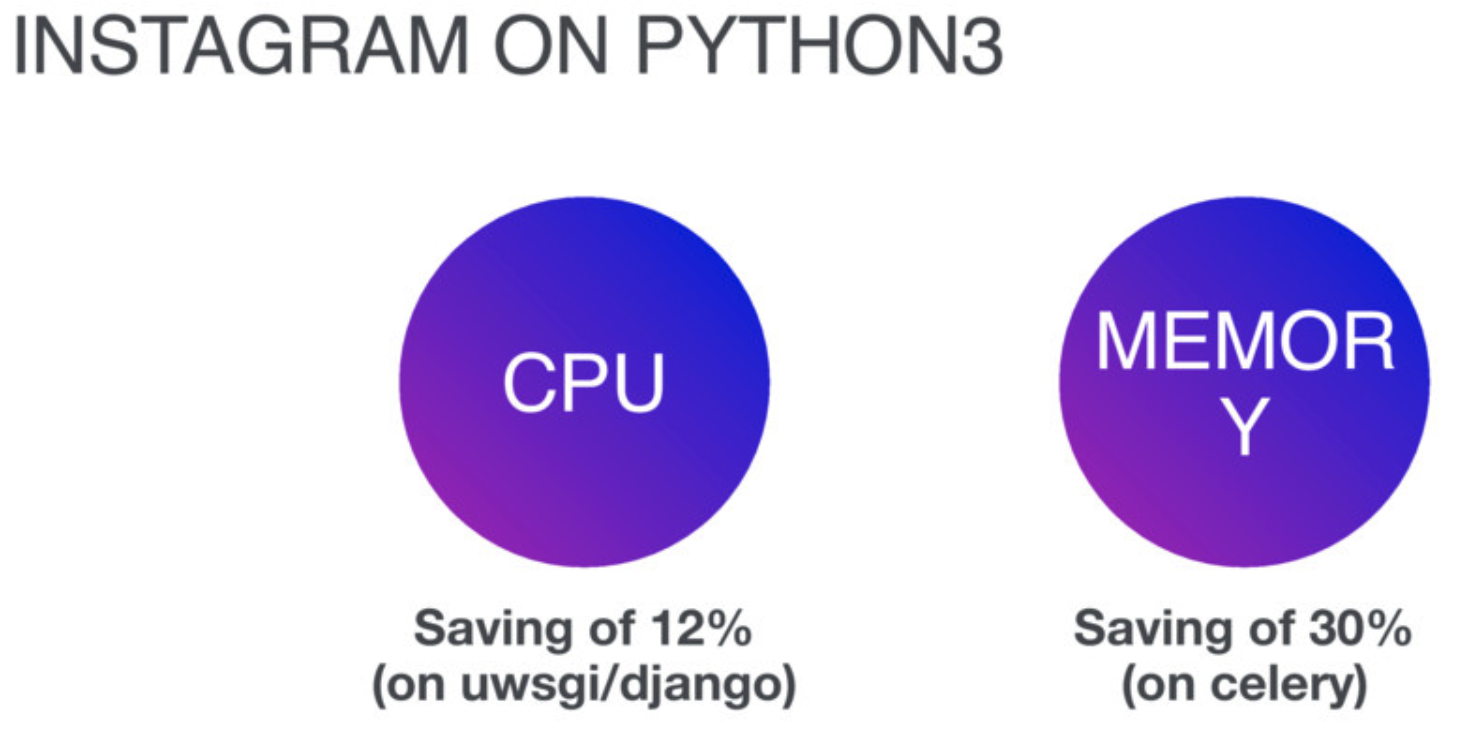 INSTAGRAM ON PYTHON3
CPU
MEMOR
Y
Saving of 12%
(on uwsgi/django)
Saving of 30%
(on celery)